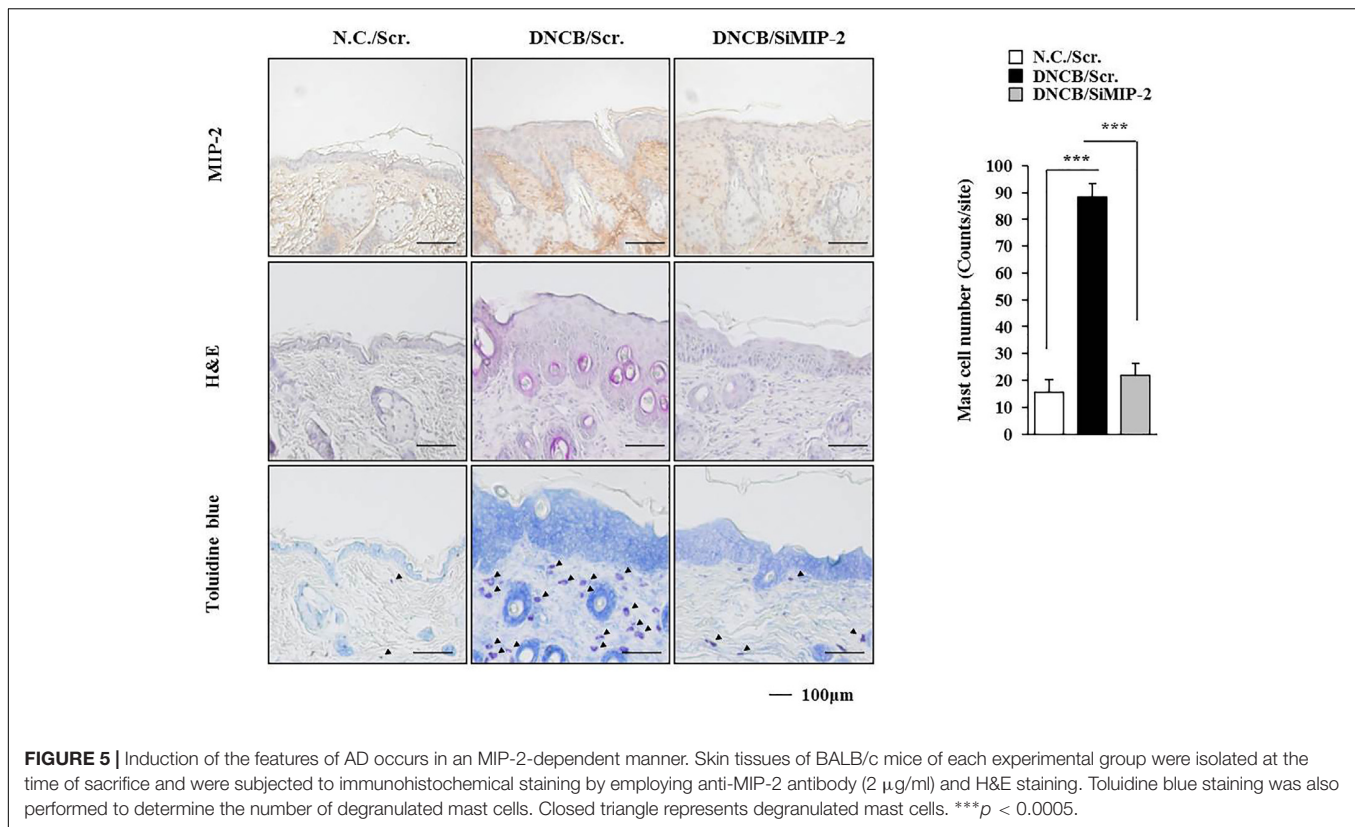 N.C./Scr.
DNCB/Scr.
DNCB/SiMIP-2
MIP-2
H&E
Toluidine blue
100µm
N.C./Scr.
DNCB/Scr.
DNCB/SiMIP-2
***
***
Mast cell number (Counts/site)
100
90
80
70
60
50
40
30
20
10
0
FIGURE 5 | Induction of the features of AD occurs in an MIP-2-dependent manner. Skin tissues of BALB/c mice of each experimental group were isolated at the
time of sacrifice and were subjected to immunohistochemical staining by employing anti-MIP-2 antibody (2 µg/ml) and H&E staining. Toluidine blue staining was also
performed to determine the number of degranulated mast cells. Closed triangle represents degranulated mast cells. ***p < 0.0005.